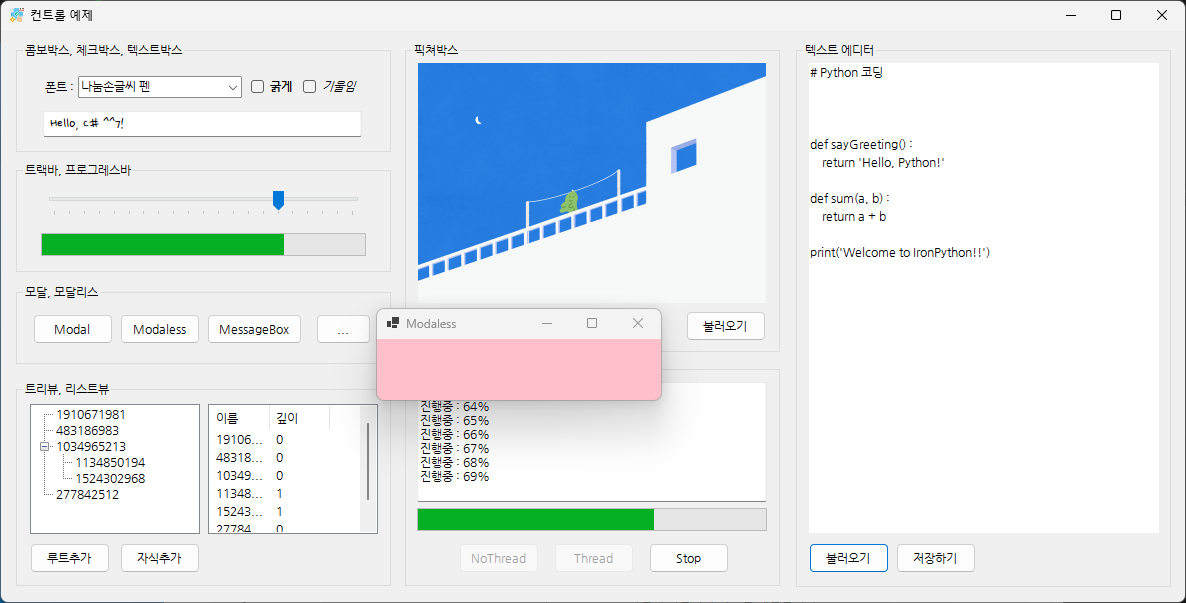 컨트롤 예제
콤보박스, 체크박스, 텍스트박스
폰트 : 나눔손글씨 펜 굵게 기울임
Hello, C# ^^7!
트랙바, 프로그레스바
모달, 모달리스
Modal Modaless MessageBox ...
트리뷰, 리스트뷰
1910671981
483186983
1034965213
1134850194
1524302968
277842512
이름 깊이
19106... 0
48318... 0
10349... 0
11348... 1
15243... 1
27784... 0
루트추가 자식추가
픽쳐박스
불러오기
Modaless
진행중 : 64%
진행중 : 65%
진행중 : 66%
진행중 : 67%
진행중 : 68%
진행중 : 69%
NoThread Thread Stop
텍스트 에디터
# Python 코딩
def sayGreeting() :
return 'Hello, Python!'
def sum(a, b) :
return a + b
print('Welcome to IronPython!!')
불러오기 저장하기